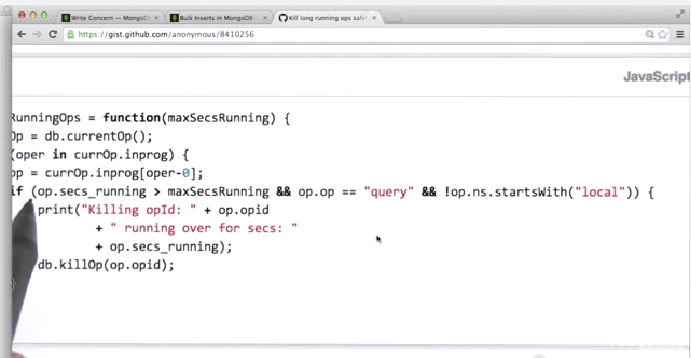 Write Concern — MongoDB
Bulk Inserts in MongoDB —
Kill long running ops safel
https://gist.github.com/anonymous/8410256
JavaScript
RunningOps = function(maxSecsRunning) {
Op = db.currentOp();
(oper in currOp.inprog) {
op = currOp.inprog[oper-0];
if (op.secs_running > maxSecsRunning && op.op == "query" && !op.ns.startsWith("local")) {
print("Killing opId: " + op.opid
+ " running over for secs: "
+ op.secs_running);
db.killOp(op.opid);